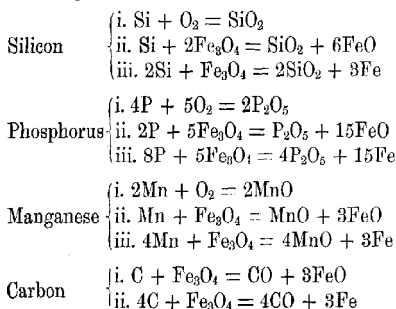 Silicon
i. Si + O₂ = SiO₂
ii. Si + 2Fe₃O₄ = SiO₂ + 6FeO
iii. 2Si + Fe₃O₄ = 2SiO₂ + 3Fe
Phosphorus
i. 4P + 5O₂ = 2P₂O₅
ii. 2P + 5Fe₃O₄ = P₂O₅ + 15FeO
iii. 8P + 5Fe₃O₄ = 4P₂O₅ + 15Fe
Manganese
i. 2Mn + O₂ = 2MnO
ii. Mn + Fe₃O₄ = MnO + 3FeO
iii. 4Mn + Fe₃O₄ = 4MnO + 3Fe
Carbon
i. C + Fe₃O₄ = CO + 3FeO
ii. 4C + Fe₃O₄ = 4CO + 3Fe